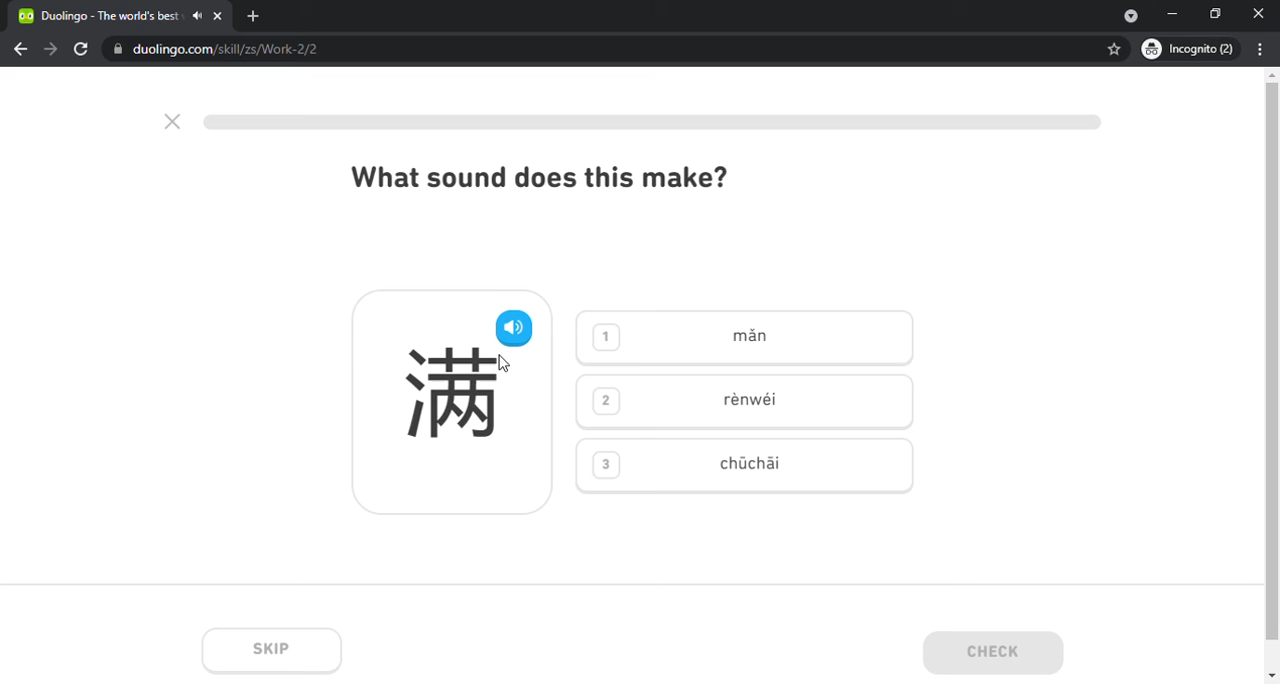 Duolingo - The world's best
duolingo.com/skill/zs/Work-2/2
Incognito (2)
What sound does this make?
满
1 mǎn
2 rènwéi
3 chūchāi
SKIP
CHECK